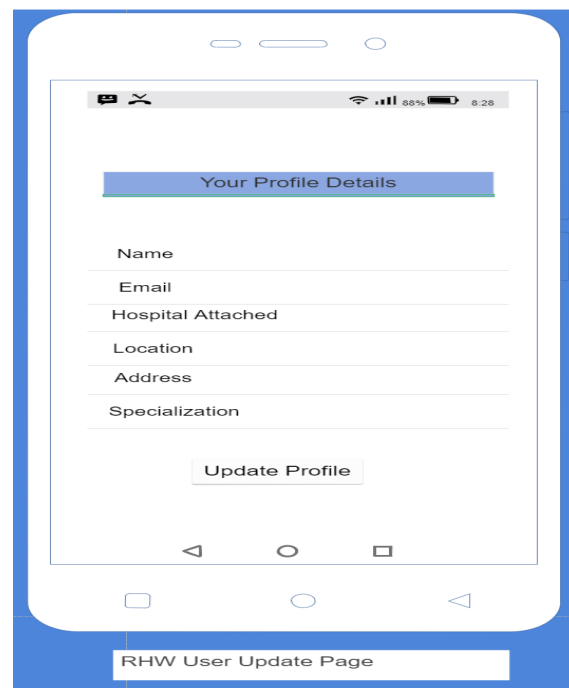 88% 8:28
Your Profile Details
Name
Email
Hospital Attached
Location
Address
Specialization
Update Profile
RHW User Update Page